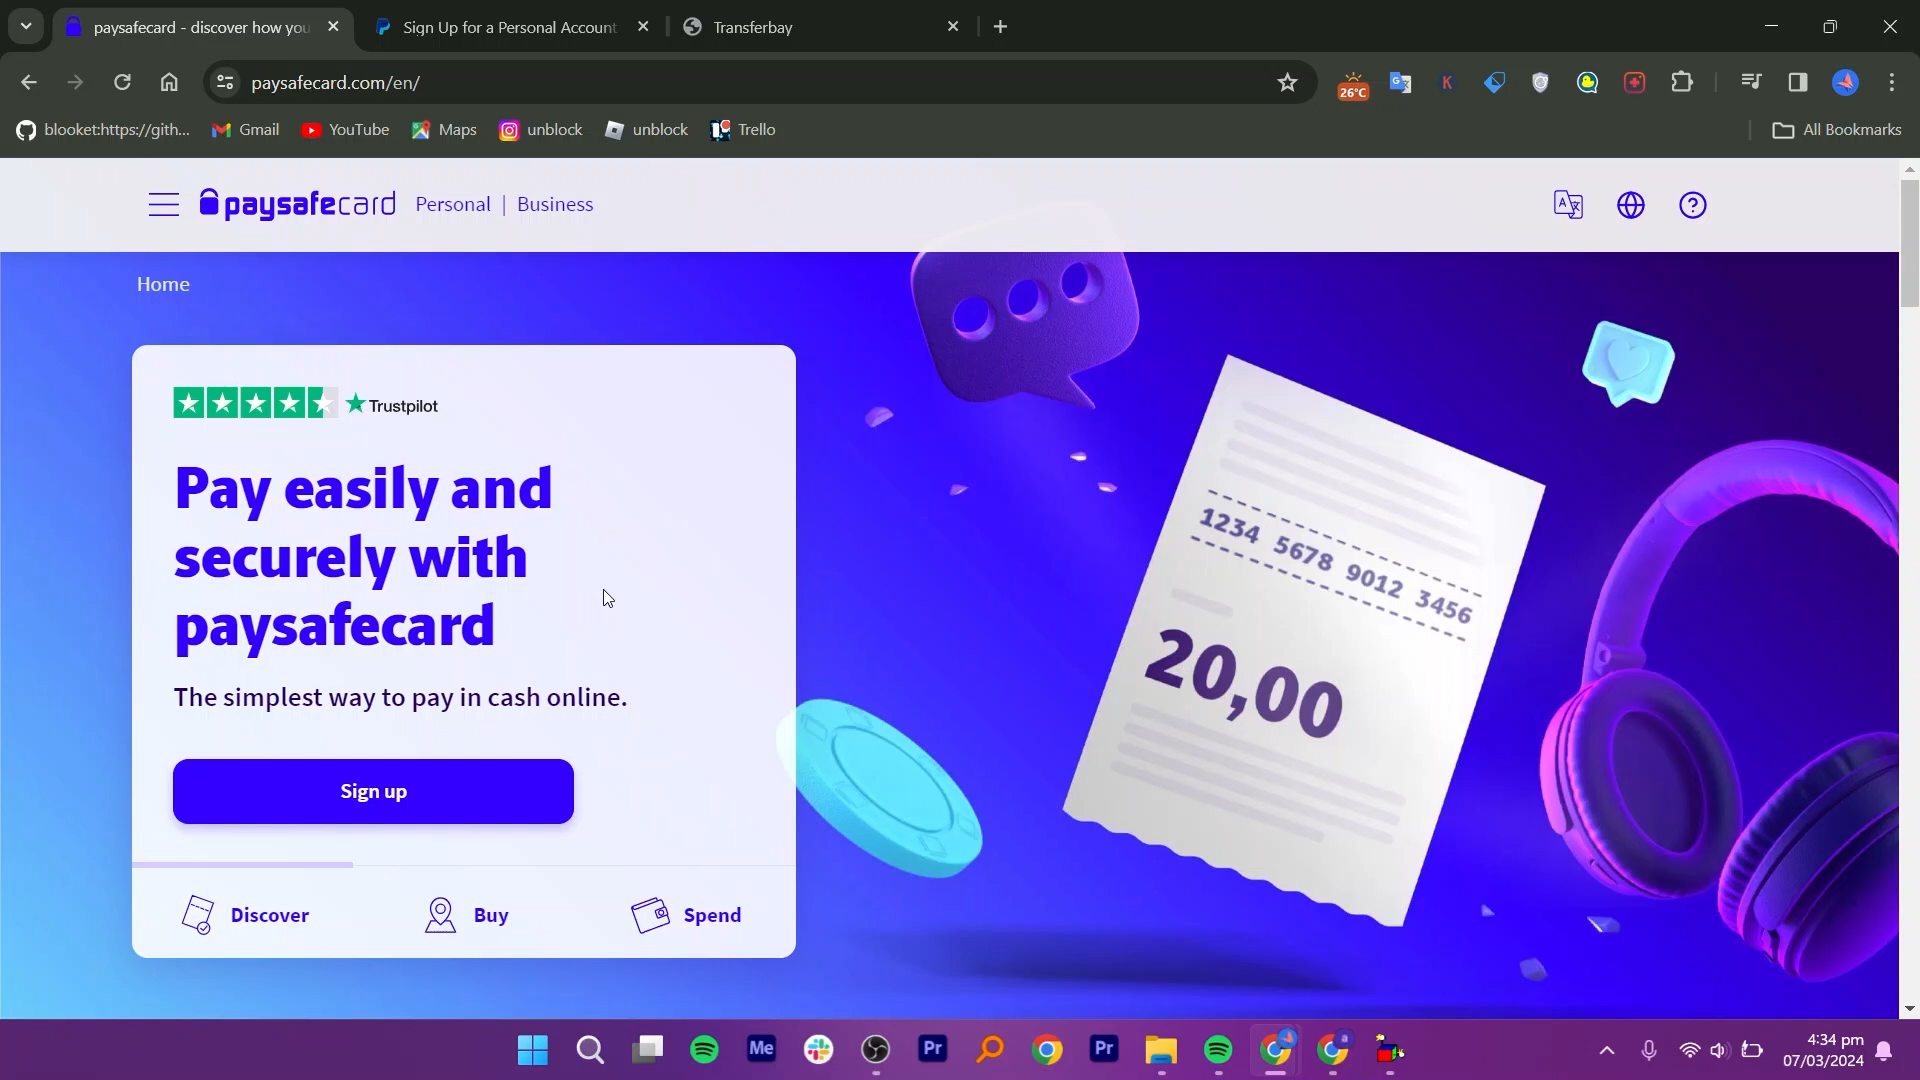 paysafecard - discover how you
Sign Up for a Personal Account
Transferbay
paysafecard.com/en/
26°C
K
blooket:https://gith...
Gmail
YouTube
Maps
unblock
unblock
Trello
All Bookmarks
paysafecard
Personal | Business
Home
Trustpilot
Pay easily and
securely with
paysafecard
The simplest way to pay in cash online.
Sign up
Discover
Buy
Spend
1234 5678 9012 3456
20,00
Me
Pr
Pr
a
4:34 pm
07/03/2024